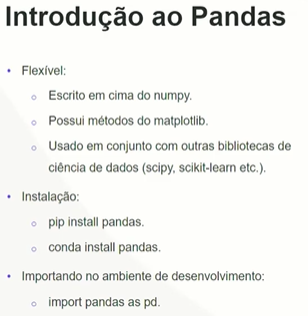 Introdução ao Pandas
• Flexível:
○ Escrito em cima do numpy.
○ Possui métodos do matplotlib.
○ Usado em conjunto com outras bibliotecas de
ciência de dados (scipy, scikit-learn etc.).
• Instalação:
○ pip install pandas.
○ conda install pandas.
• Importando no ambiente de desenvolvimento:
○ import pandas as pd.